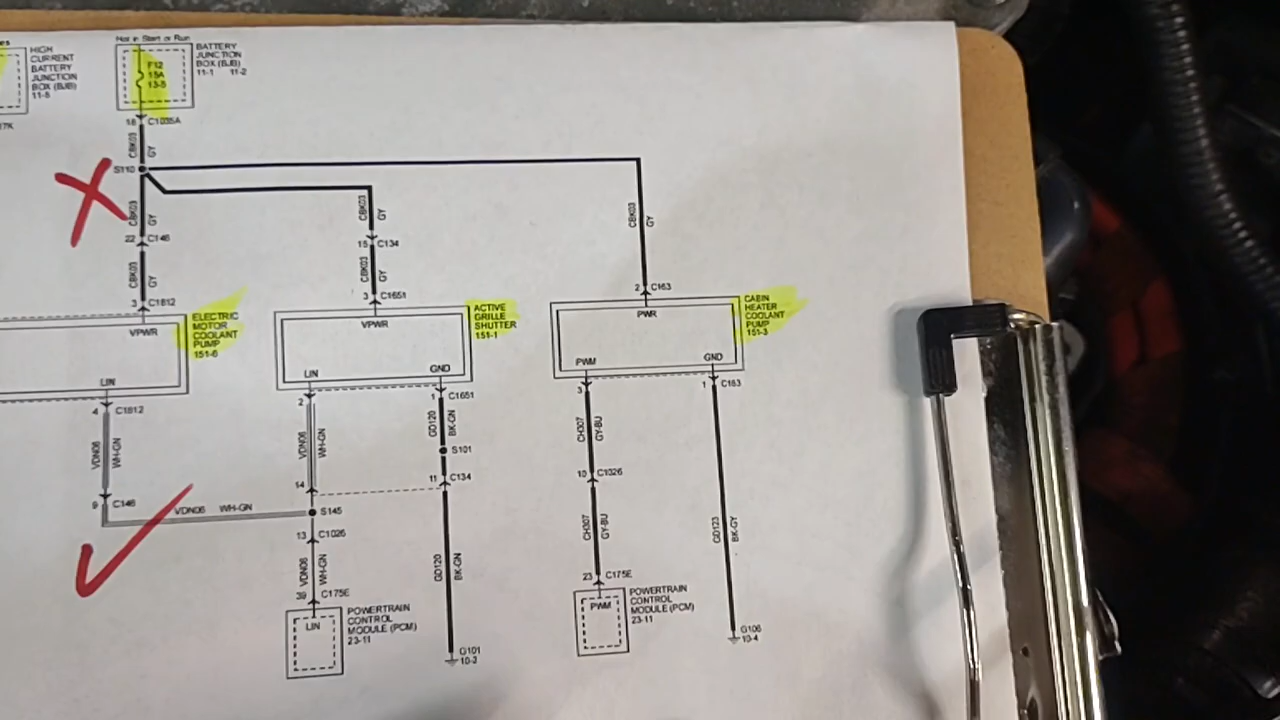 HIGH
CURRENT
BATTERY
JUNCTION
BOX (BJB)
11-5
Hot in Start or Run
F12
15A
13-5
BATTERY
JUNCTION
BOX (BJB)
11-1 11-2
18 C1035A
CBK03 GY
S110
CBK03 GY
22 C146
CBK03 GY
3 C1812
VPWR
ELECTRIC
MOTOR
COOLANT
PUMP
151-6
LIN
4 C1812
VDN06 WH-GN
9 C146
VDN06 WH-GN
CBK03 GY
15 C134
CBK03 GY
3 C1651
VPWR
ACTIVE
GRILLE
SHUTTER
151-1
LIN
GND
2
1 C1651
VDN06 WH-GN
GD120 BK-GN
S101
14
11 C134
S145
13 C1026
VDN06 WH-GN
39 C175E
LIN
POWERTRAIN
CONTROL
MODULE (PCM)
23-11
GD120 BK-GN
G101
10-3
CBK03 GY
2 C163
PWR
CABIN
HEATER
COOLANT
PUMP
151-3
PWM
GND
3
1 C163
CH307 GY-BU
10 C1026
CH307 GY-BU
23 C175E
PWM
POWERTRAIN
CONTROL
MODULE (PCM)
23-11
GD123 BK-GY
G106
10-4